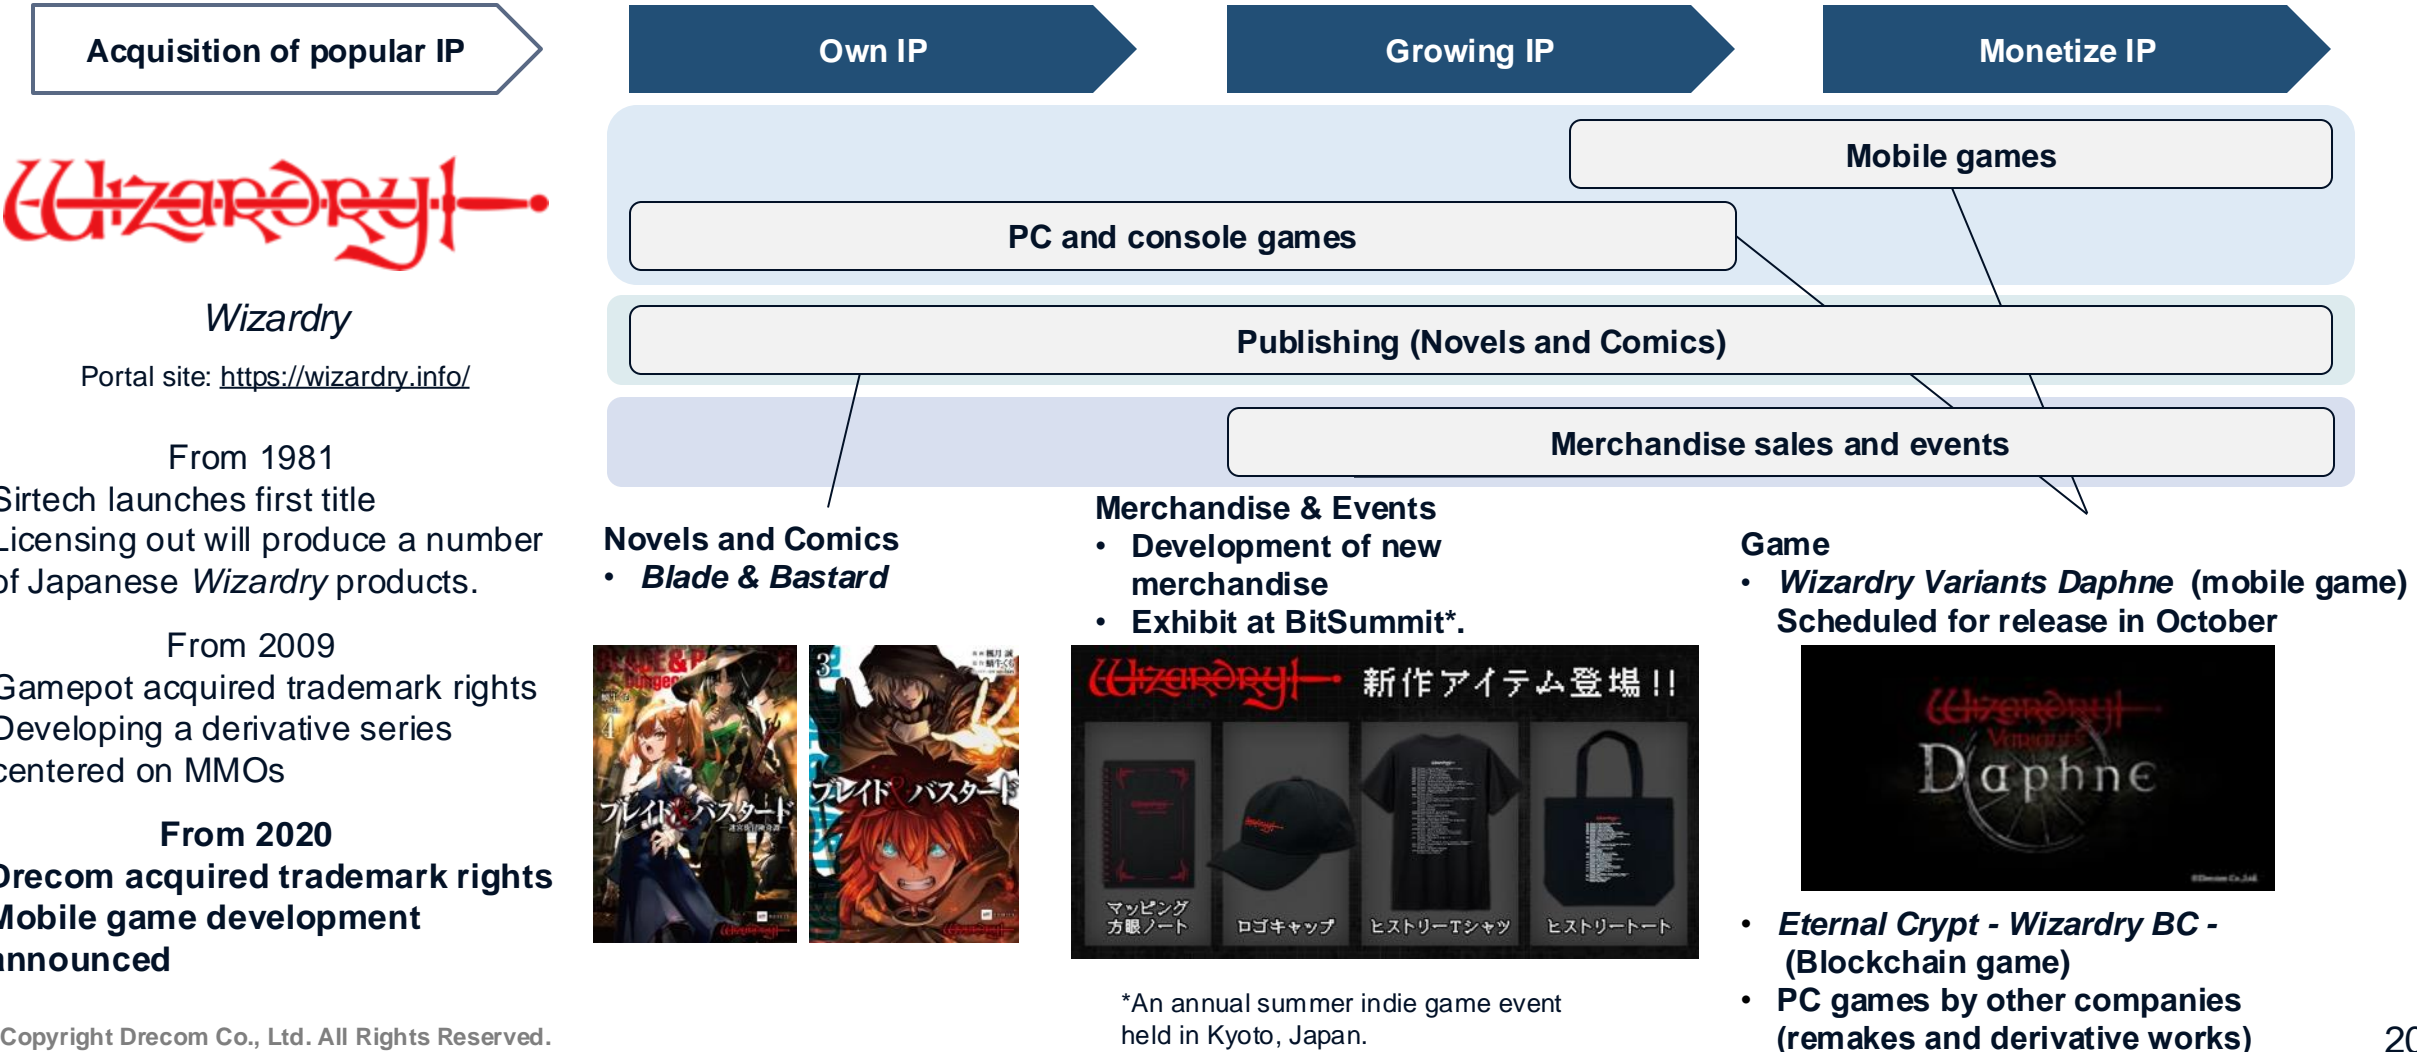 Acquisition of popular IP
Own IP
Growing IP
Monetize IP
Wizardry
Wizardry
Portal site: https://wizardry.info/
From 1981
Sirtech launches first title
Licensing out will produce a number
of Japanese Wizardry products.
From 2009
Gamepot acquired trademark rights
Developing a derivative series
centered on MMOs
From 2020
Drecom acquired trademark rights
Mobile game development
announced
Mobile games
PC and console games
Publishing (Novels and Comics)
Merchandise sales and events
Novels and Comics
• Blade & Bastard
4
ブレイド&バスタード
3
ブレイド&バスタード
Merchandise & Events
• Development of new
merchandise
• Exhibit at BitSummit*.
Wizardry 新作アイテム登場!!
マッピング
方眼ノート
ロゴキャップ
ヒストリーTシャツ
ヒストリートート
*An annual summer indie game event
held in Kyoto, Japan.
Game
• Wizardry Variants Daphne (mobile game)
Scheduled for release in October
Wizardry
Variants
Daphne
©Drecom Co.,Ltd.
• Eternal Crypt - Wizardry BC -
(Blockchain game)
• PC games by other companies
(remakes and derivative works)
Copyright Drecom Co., Ltd. All Rights Reserved.
20